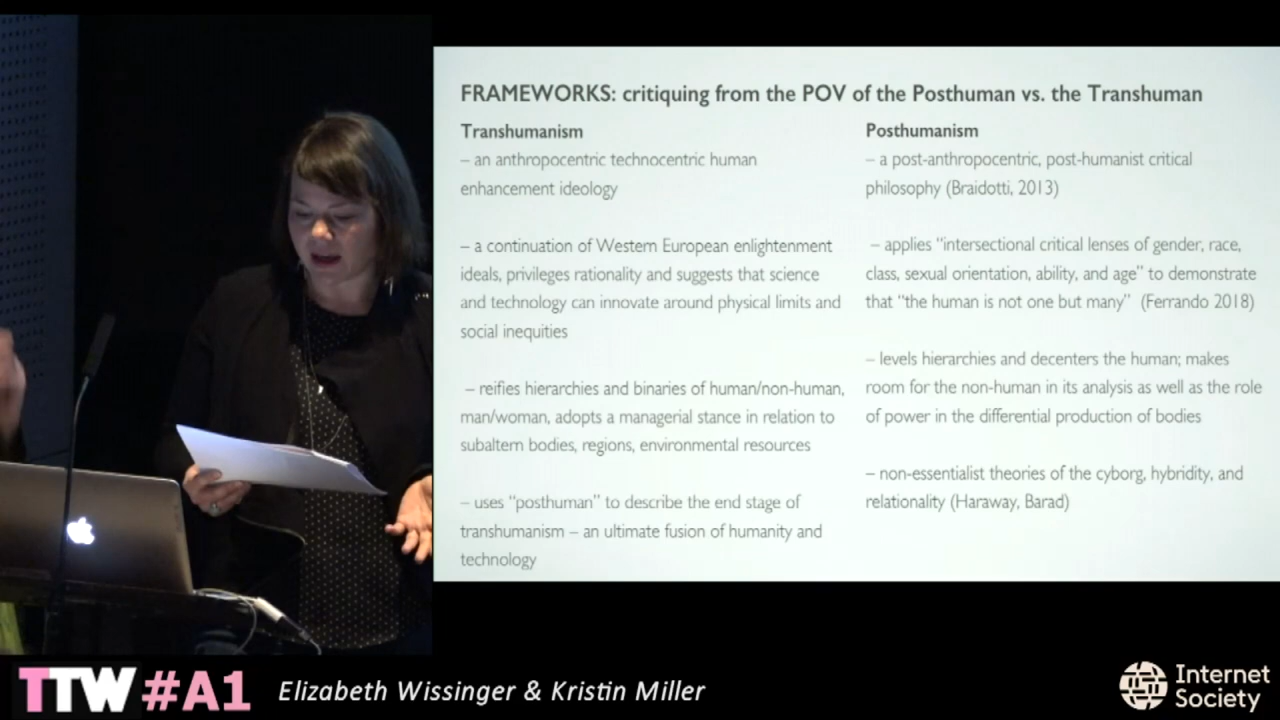 FRAMEWORKS: critiquing from the POV of the Posthuman vs. the Transhuman
Transhumanism
– an anthropocentric technocentric human
enhancement ideology
– a continuation of Western European enlightenment
ideals, privileges rationality and suggests that science
and technology can innovate around physical limits and
social inequities
– reifies hierarchies and binaries of human/non-human,
man/woman, adopts a managerial stance in relation to
subaltern bodies, regions, environmental resources
– uses “posthuman” to describe the end stage of
transhumanism – an ultimate fusion of humanity and
technology
Posthumanism
– a post-anthropocentric, post-humanist critical
philosophy (Braidotti, 2013)
– applies “intersectional critical lenses of gender, race,
class, sexual orientation, ability, and age” to demonstrate
that “the human is not one but many” (Ferrando 2018)
– levels hierarchies and decenters the human; makes
room for the non-human in its analysis as well as the role
of power in the differential production of bodies
– non-essentialist theories of the cyborg, hybridity, and
relationality (Haraway, Barad)
TTW #A1
Elizabeth Wissinger & Kristin Miller
Internet
Society